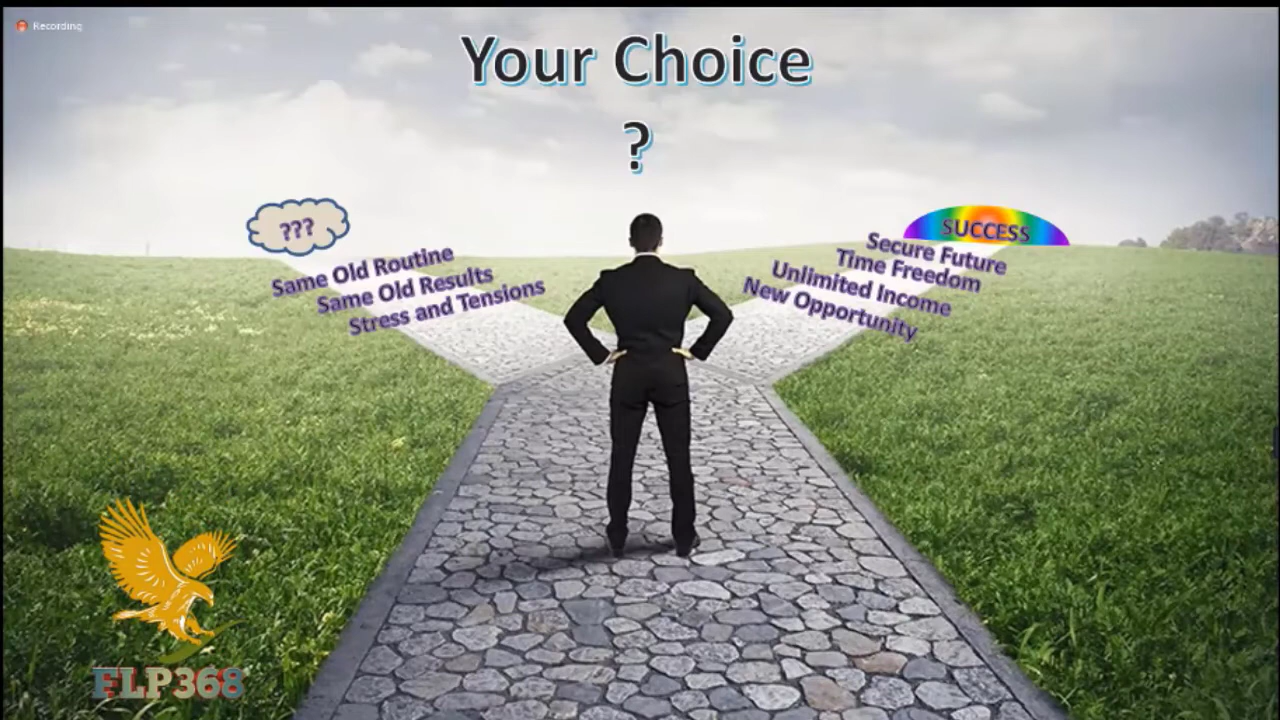 Recording
Your Choice
?
???
Same Old Routine
Same Old Results
Stress and Tensions
SUCCESS
Secure Future
Time Freedom
Unlimited Income
New Opportunity
FLP368